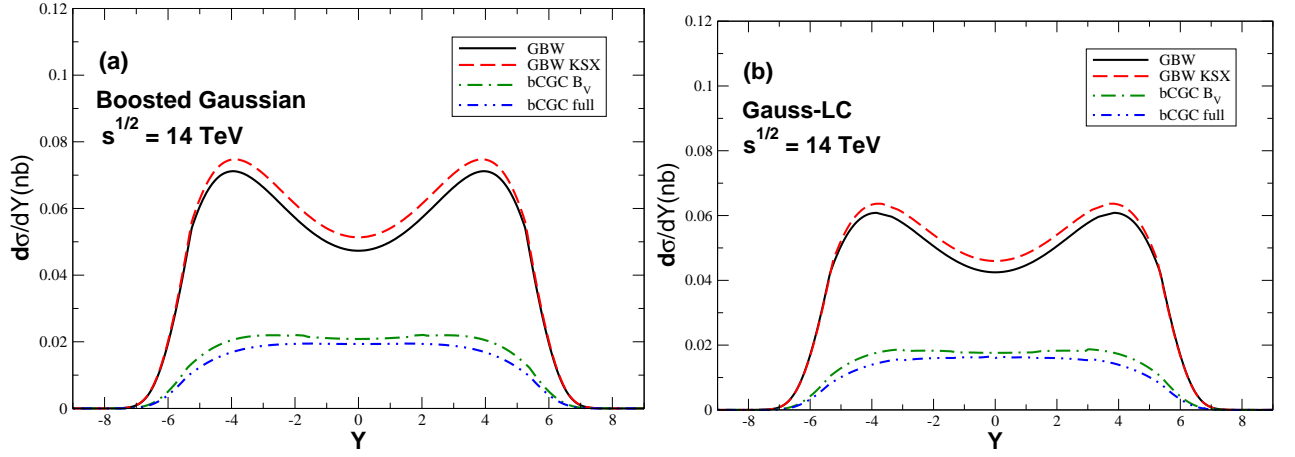 (a)
Boosted Gaussian
s^1/2 = 14 TeV
GBW
GBW KSX
bCGC B_V
bCGC full
dσ/dY(nb)
0.12
0.1
0.08
0.06
0.04
0.02
0
-8 -6 -4 -2 0 2 4 6 8
Y
(b)
Gauss-LC
s^1/2 = 14 TeV
GBW
GBW KSX
bCGC B_V
bCGC full
dσ/dY(nb)
0.12
0.1
0.08
0.06
0.04
0.02
0
-8 -6 -4 -2 0 2 4 6 8
Y